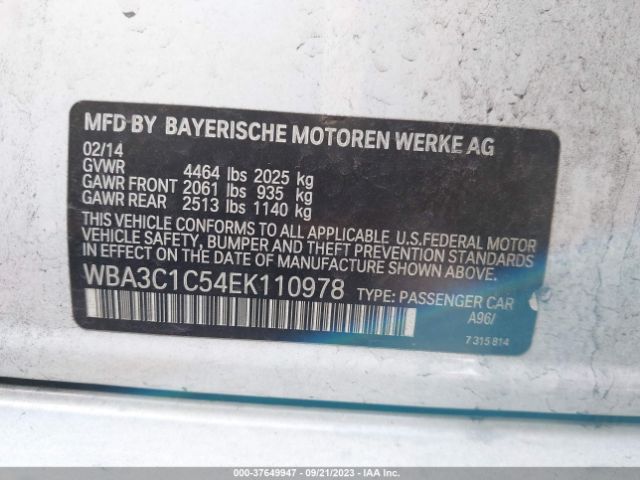 MFD BY BAYERISCHE MOTOREN WERKE AG
02/14
GVWR 4464 lbs 2025 kg
GAWR FRONT 2061 lbs 935 kg
GAWR REAR 2513 lbs 1140 kg
THIS VEHICLE CONFORMS TO ALL APPLICABLE U.S.FEDERAL MOTOR
VEHICLE SAFETY, BUMPER AND THEFT PREVENTION STANDARDS
IN EFFECT ON THE DATE OF MANUFACTURE SHOWN ABOVE.
WBA3C1C54EK110978 TYPE: PASSENGER CAR
A96/
7 315 814
000-37649947 - 09/21/2023 - IAA Inc.